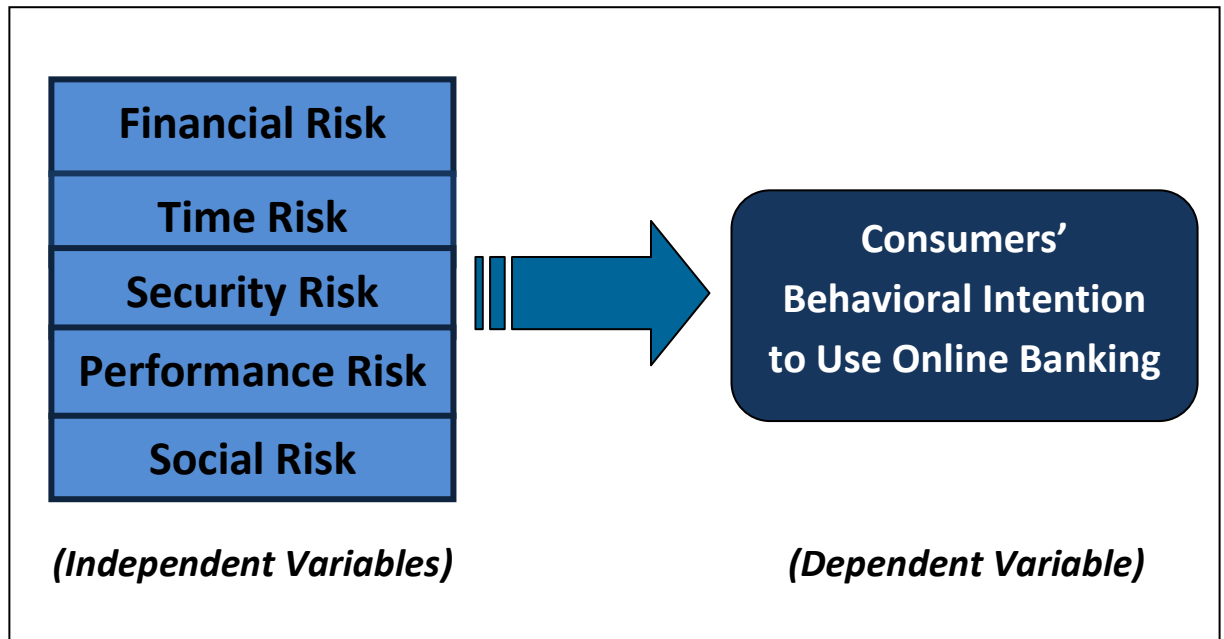 Financial Risk
Time Risk
Security Risk
Performance Risk
Social Risk
(Independent Variables)
Consumers’
Behavioral Intention
to Use Online Banking
(Dependent Variable)